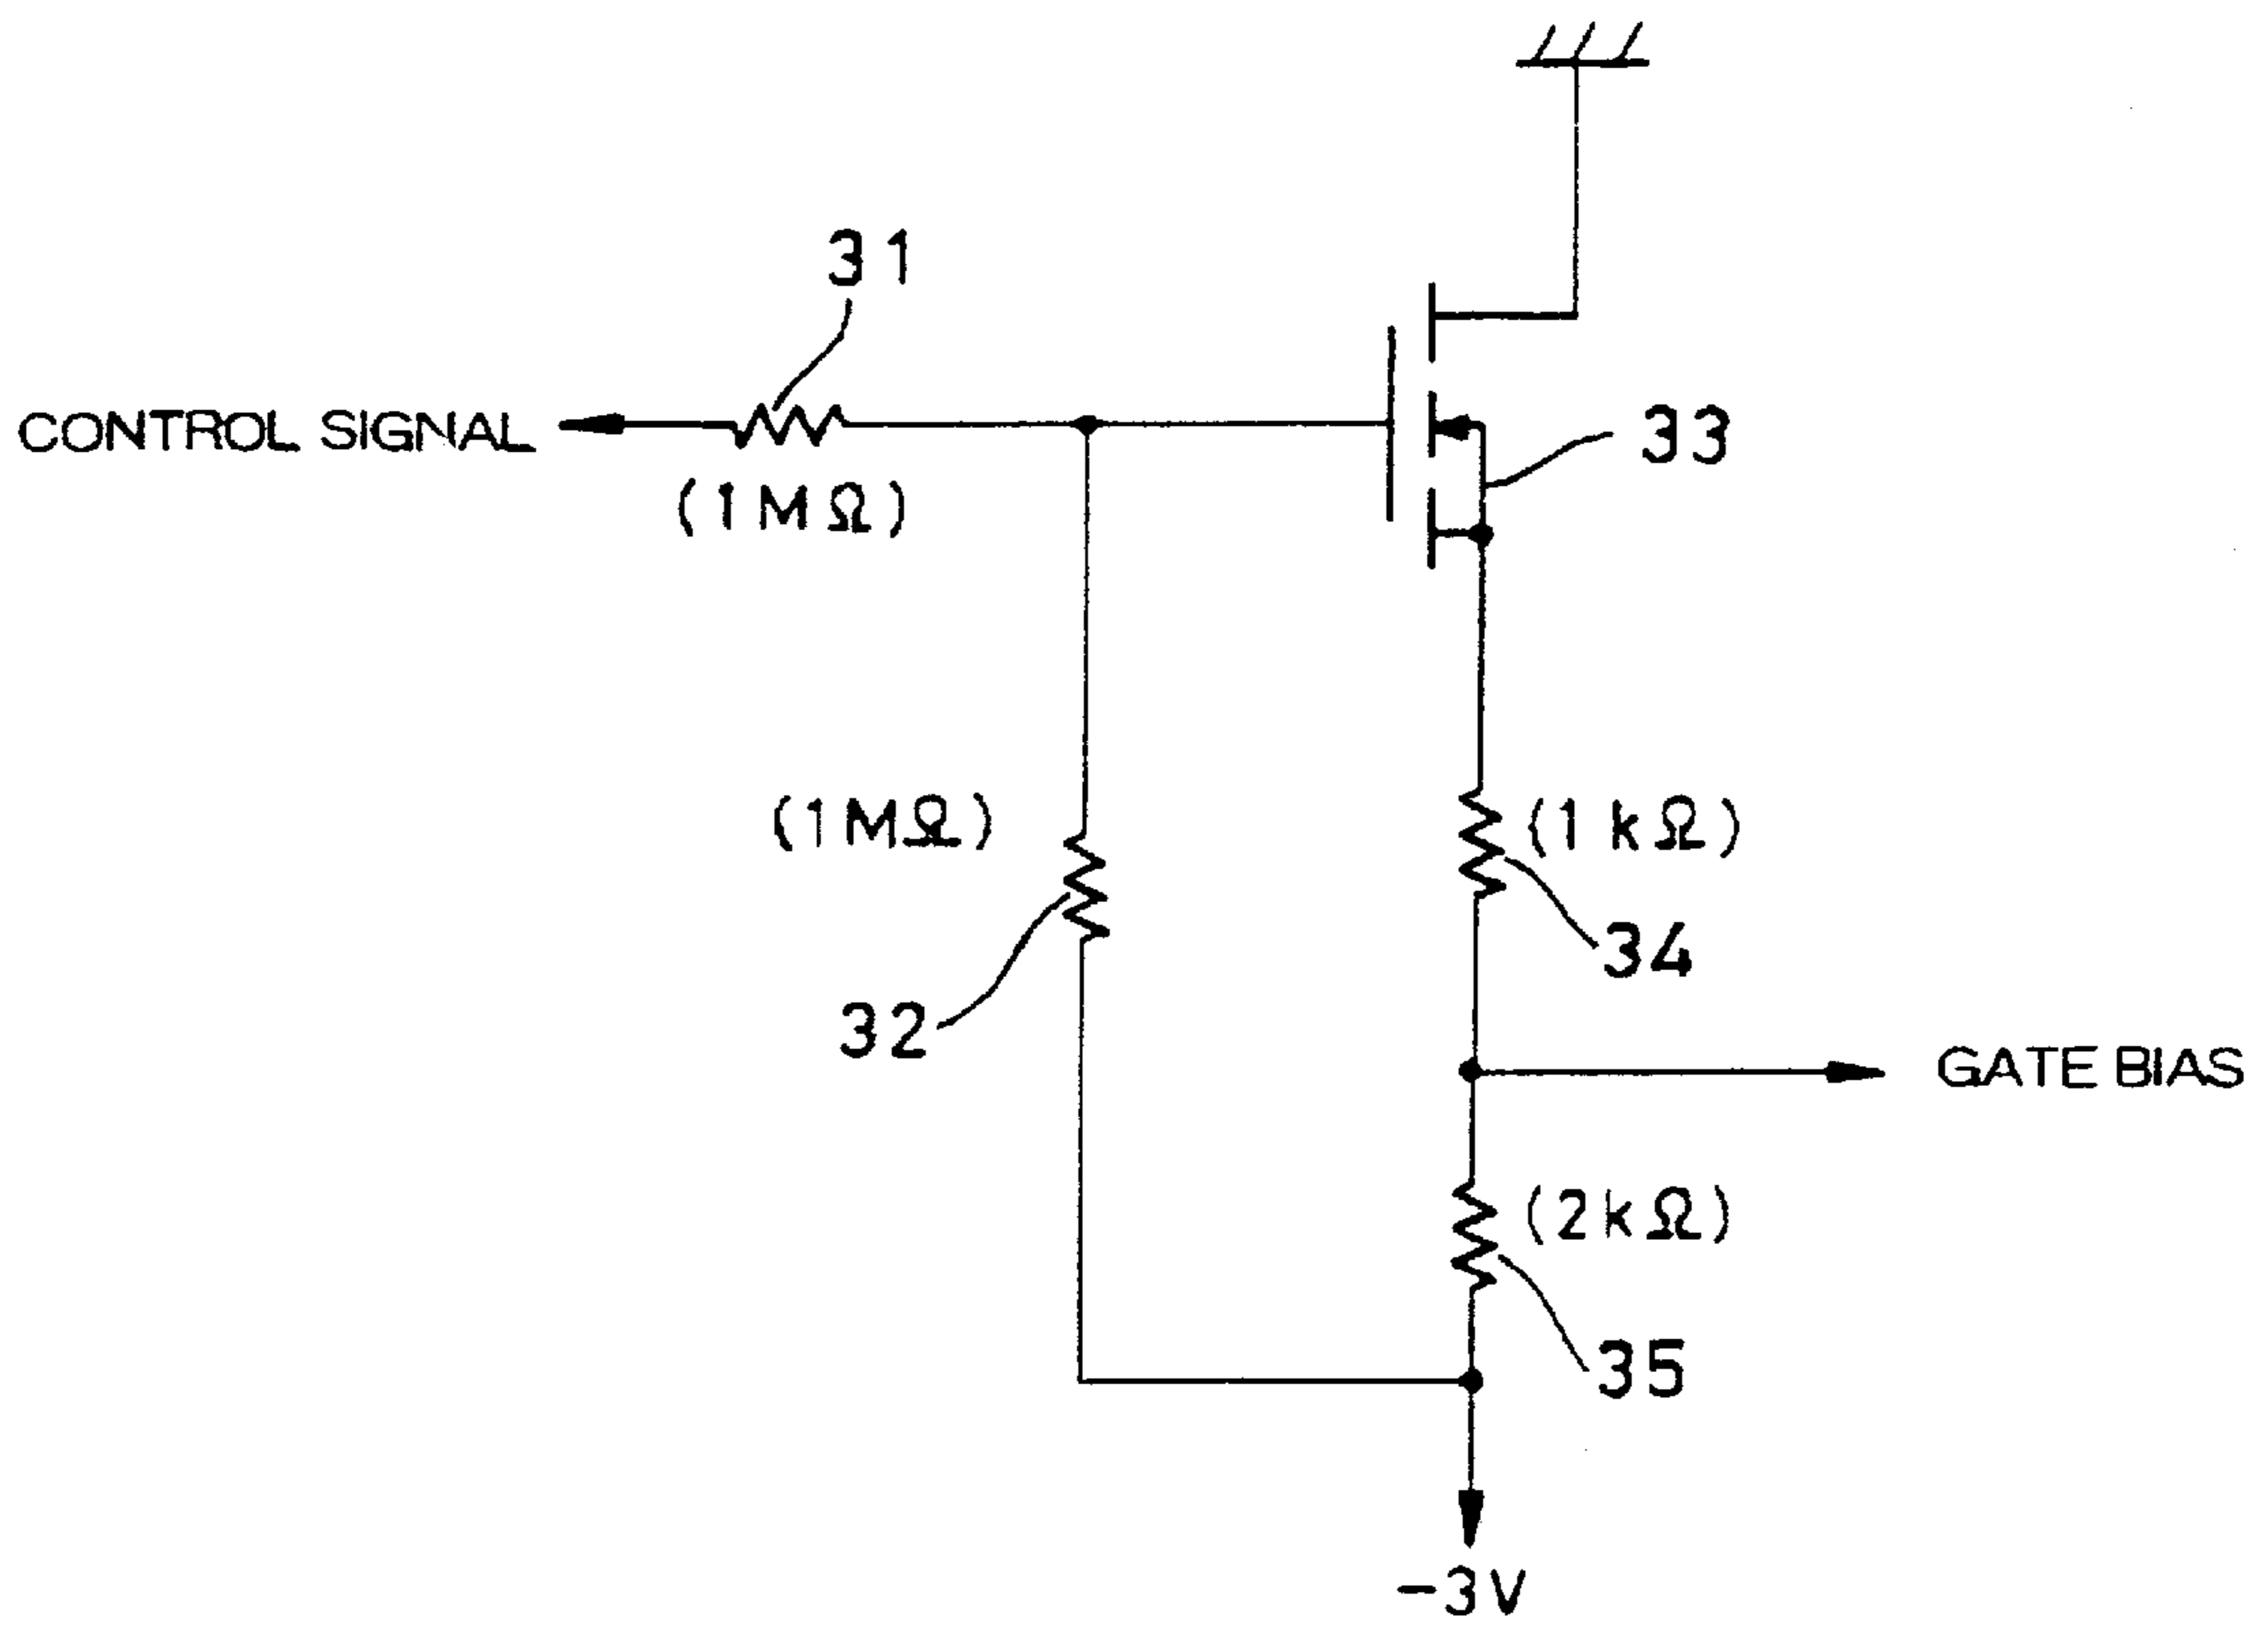 31
CONTROL SIGNAL
33
(1MΩ)
(1MΩ)
(1kΩ)
34
32
GATE BIAS
(2kΩ)
35
-3V